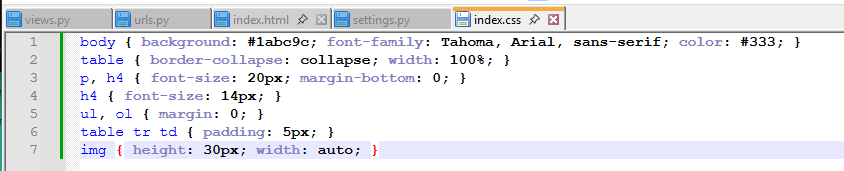 views.py urls.py index.html settings.py index.css
1 body { background: #1abc9c; font-family: Tahoma, Arial, sans-serif; color: #333; }
2 table { border-collapse: collapse; width: 100%; }
3 p, h4 { font-size: 20px; margin-bottom: 0; }
4 h4 { font-size: 14px; }
5 ul, ol { margin: 0; }
6 table tr td { padding: 5px; }
7 img { height: 30px; width: auto; }